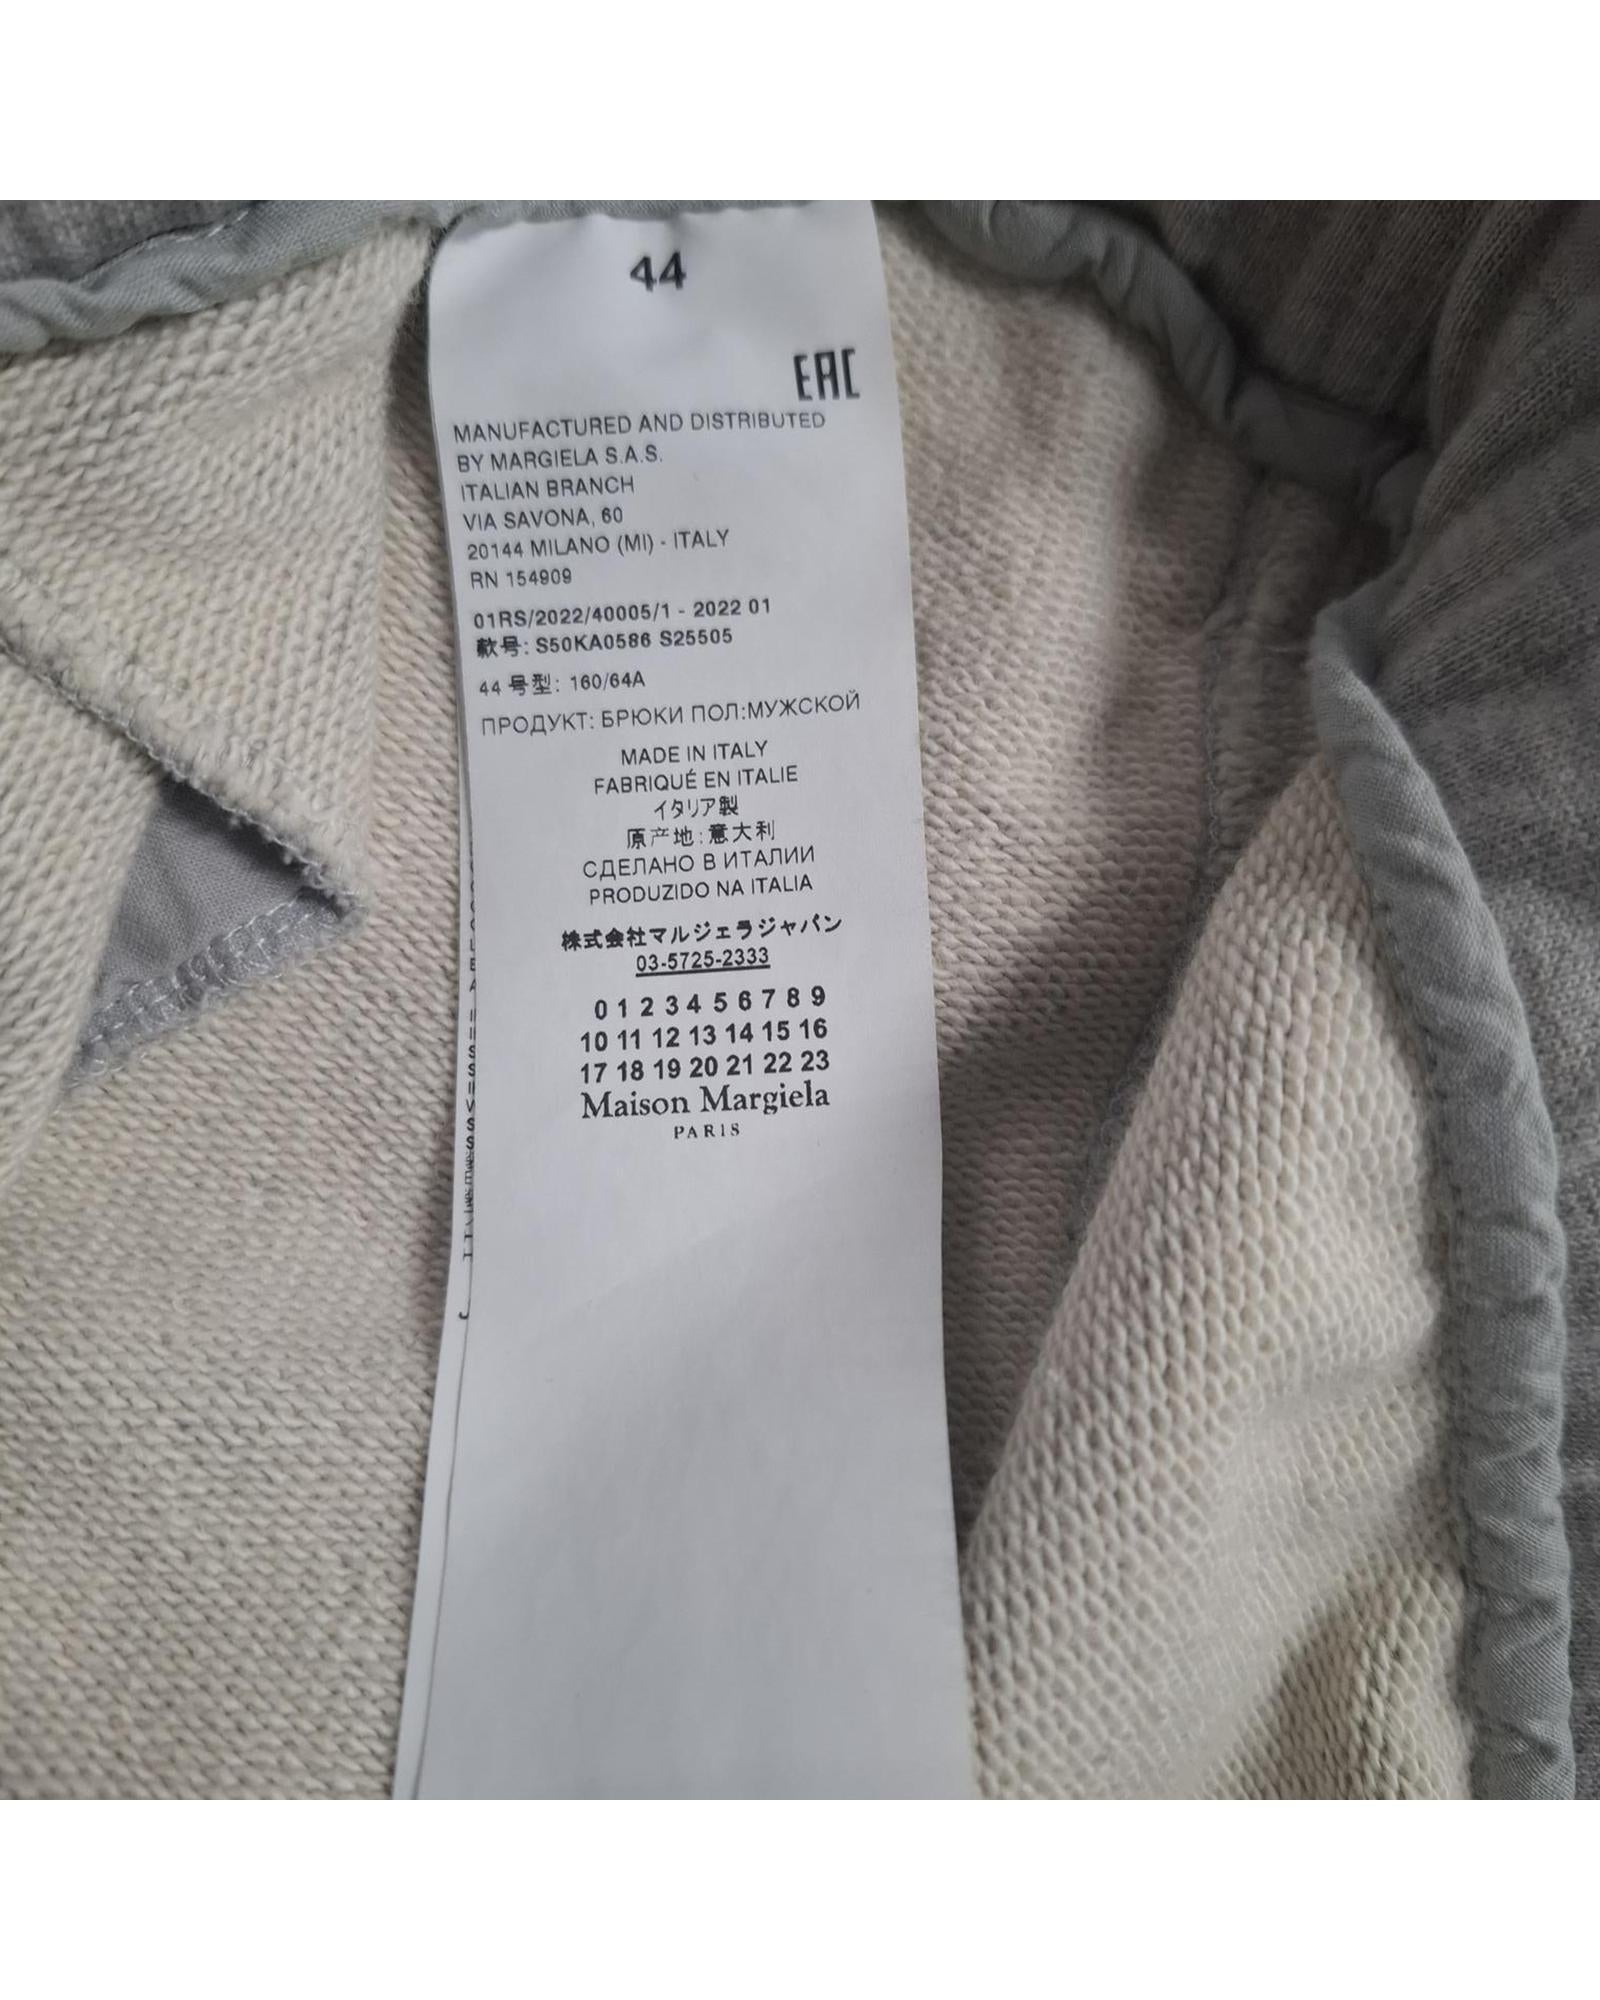 44
EAC
MANUFACTURED AND DISTRIBUTED
BY MARGIELA S.A.S.
ITALIAN BRANCH
VIA SAVONA, 60
20144 MILANO (MI) - ITALY
RN 154909
01RS/2022/40005/1 - 2022 01
款号: S50KA0586 S25505
44 号型: 160/64A
ПРОДУКТ: БРЮКИ ПОЛ:МУЖСКОЙ
MADE IN ITALY
FABRIQUÉ EN ITALIE
イタリア製
原产地:意大利
СДЕЛАНО В ИТАЛИИ
PRODUZIDO NA ITALIA
株式会社マルジェラジャパン
03-5725-2333
0 1 2 3 4 5 6 7 8 9
10 11 12 13 14 15 16
17 18 19 20 21 22 23
Maison Margiela
PARIS